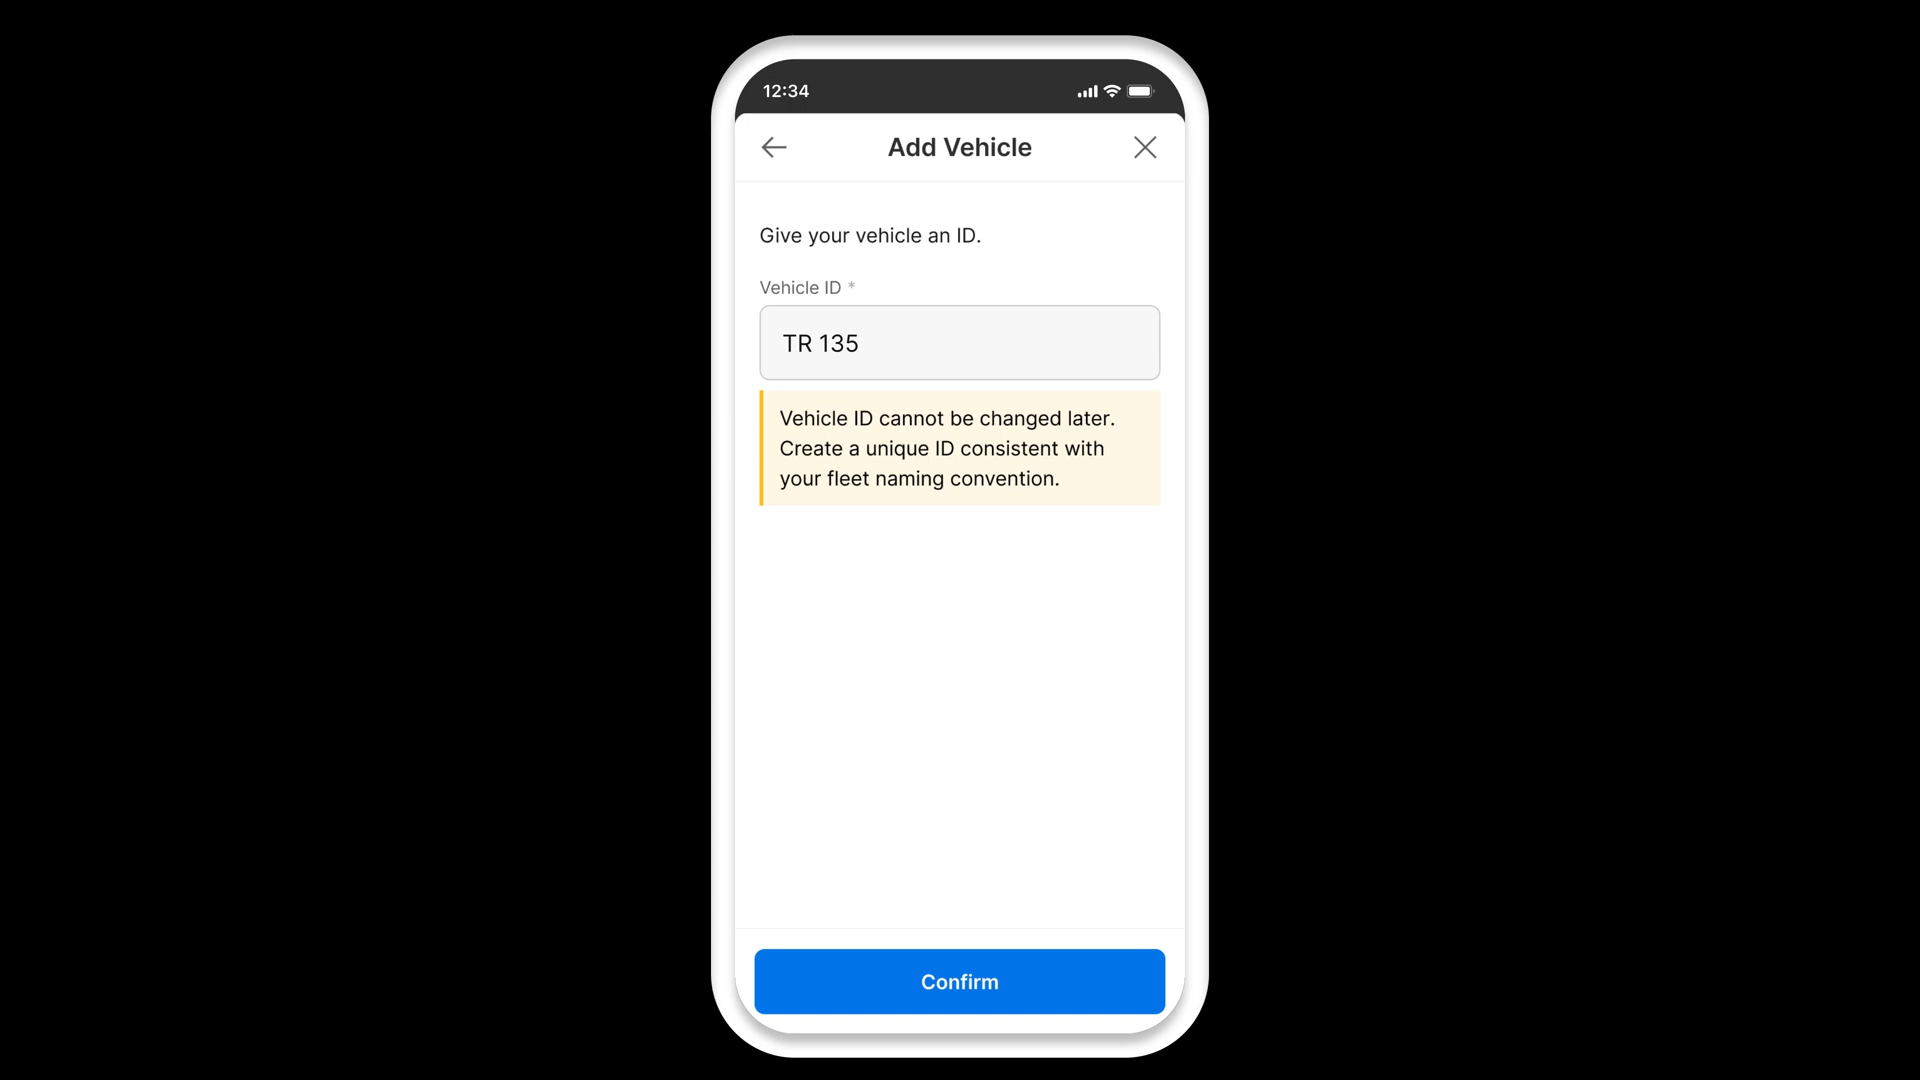 12:34
Add Vehicle
Give your vehicle an ID.
Vehicle ID *
TR 135
Vehicle ID cannot be changed later.
Create a unique ID consistent with
your fleet naming convention.
Confirm